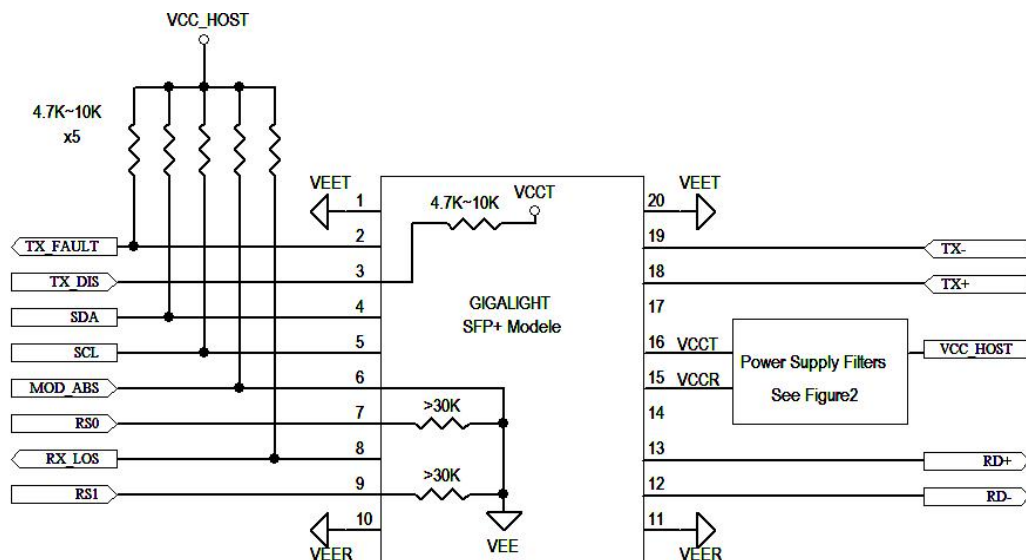 VCC_HOST
4.7K~10K
x5
VEET
1
2
3
4
5
6
7
8
9
10
VEER
TX_FAULT
TX_DIS
SDA
SCL
MOD_ABS
RS0
RX_LOS
RS1
4.7K~10K
VCCT
GIGALIGHT
SFP+ Modele
>30K
>30K
VEE
20
VEET
19
18
17
16
VCCT
15
VCCR
14
13
12
11
VEER
Power Supply Filters
See Figure2
TX-
TX+
VCC_HOST
RD+
RD-